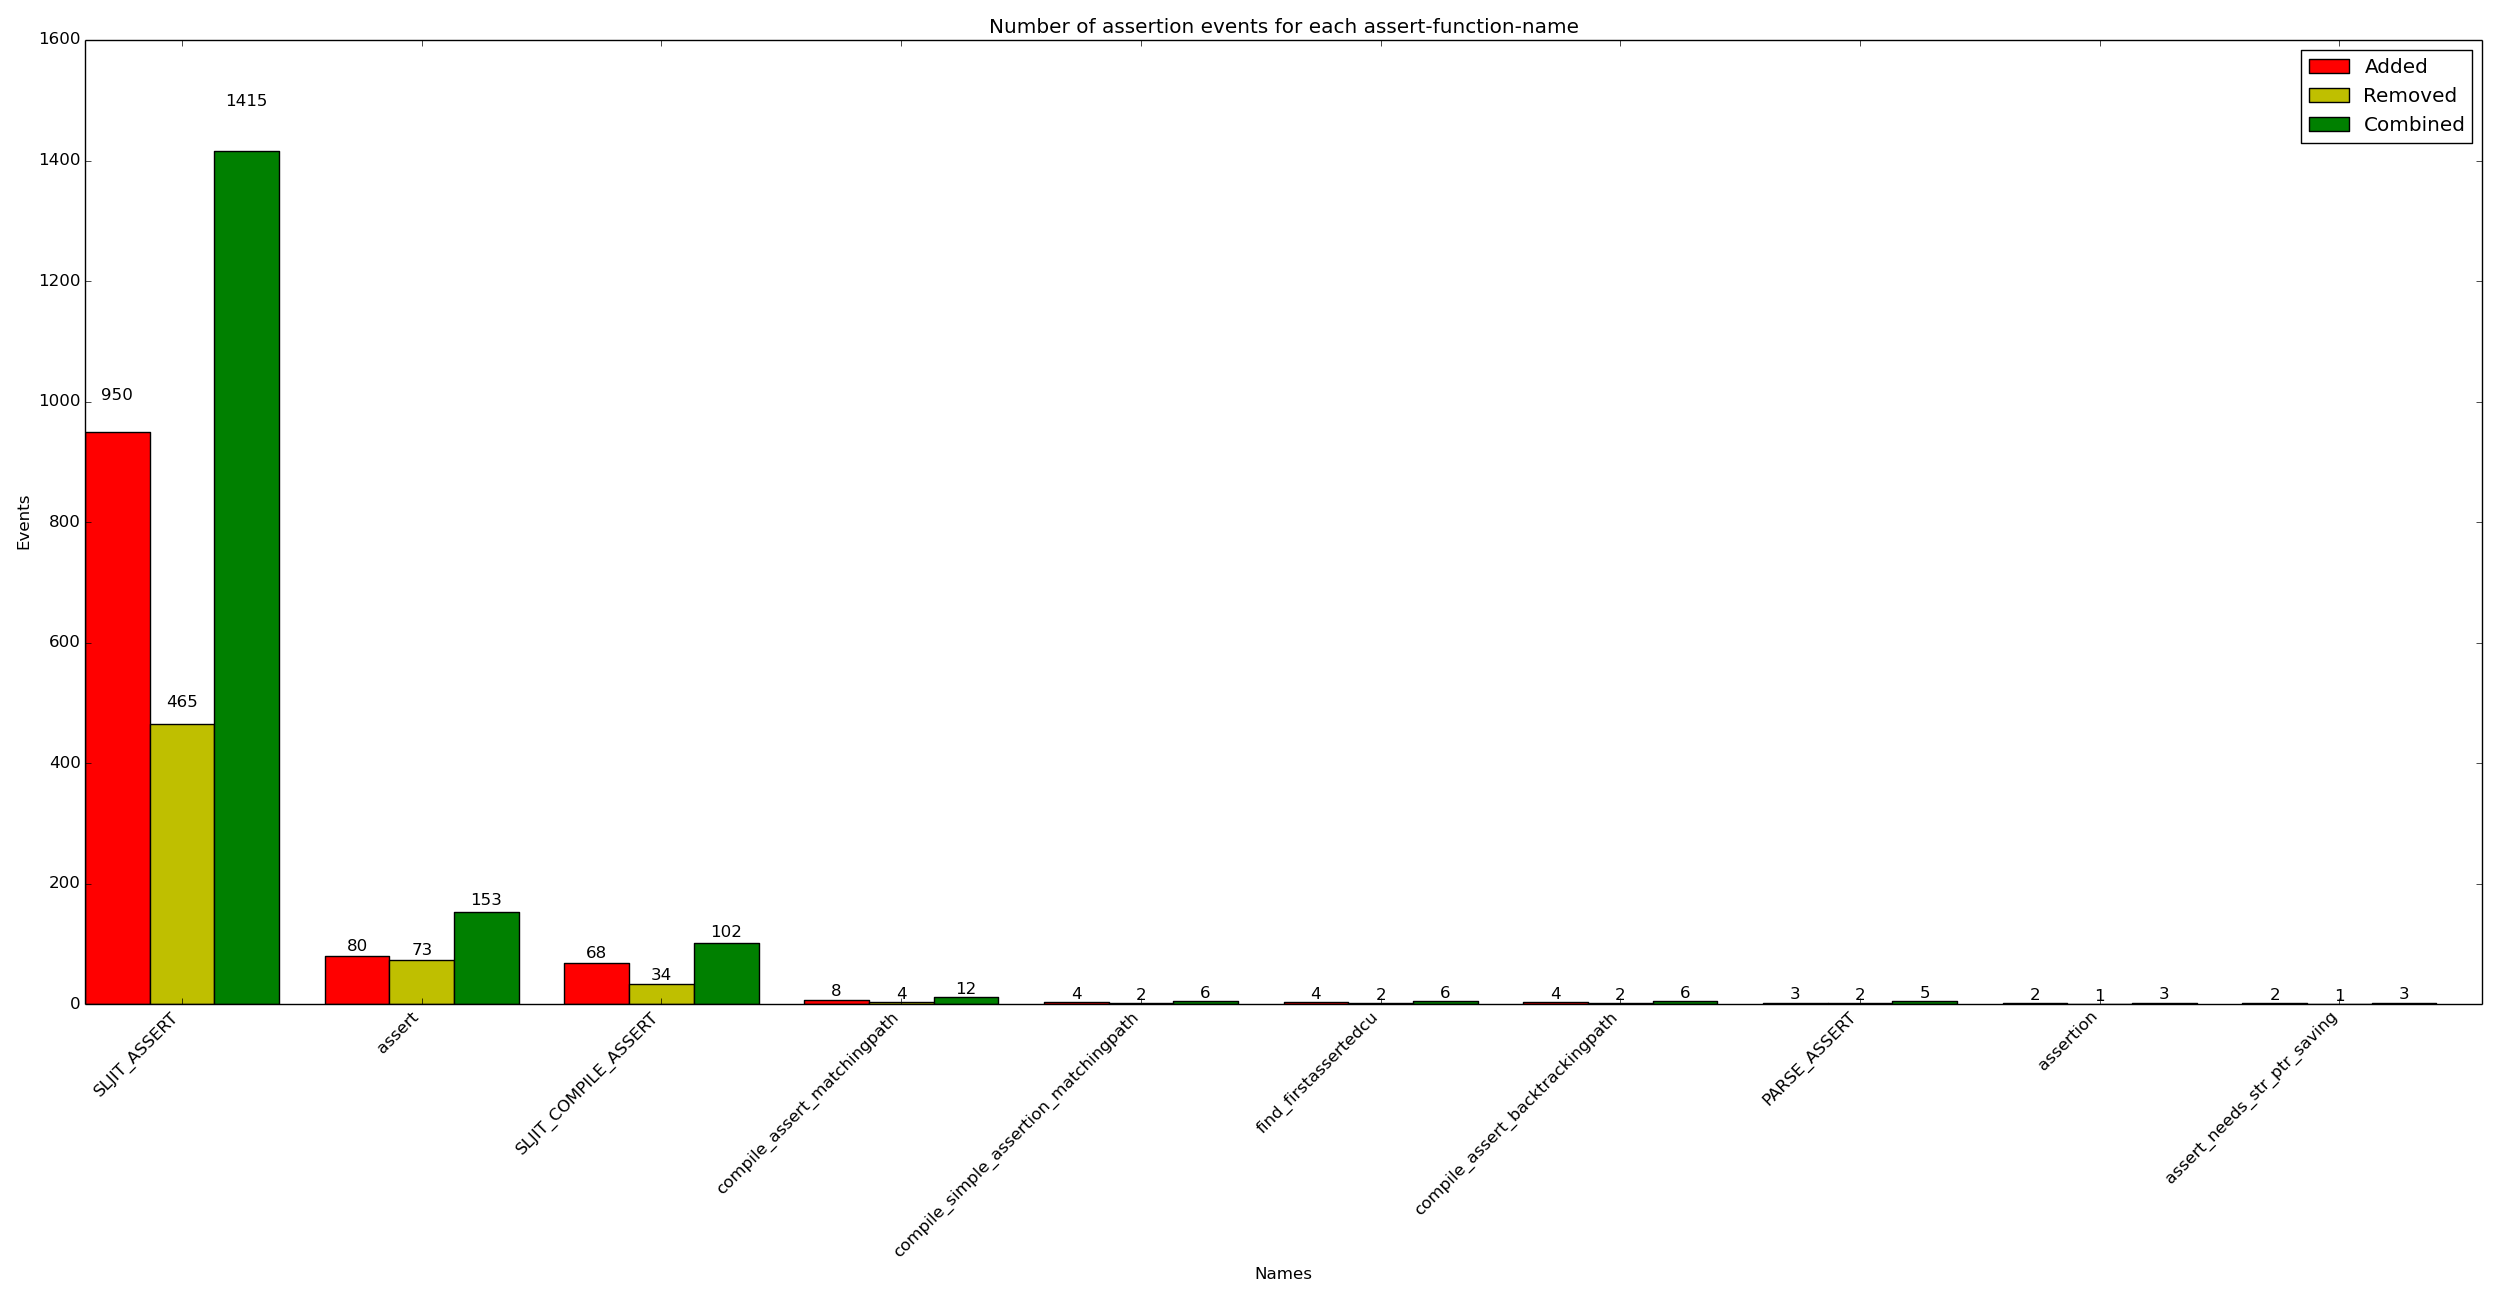 Number of assertion events for each assert-function-name
1600
1400
1200
1000
800
600
400
200
0
Events
Added
Removed
Combined
950
465
1415
80
73
153
68
34
102
8
4
12
4
2
6
4
2
6
4
2
6
3
2
5
2
1
3
2
1
3
SLJIT_ASSERT
assert
SLJIT_COMPILE_ASSERT
compile_assert_matchingpath
compile_simple_assertion_matchingpath
find_firstassertedcu
compile_assert_backtrackingpath
PARSE_ASSERT
assertion
assert_needs_str_ptr_saving
Names